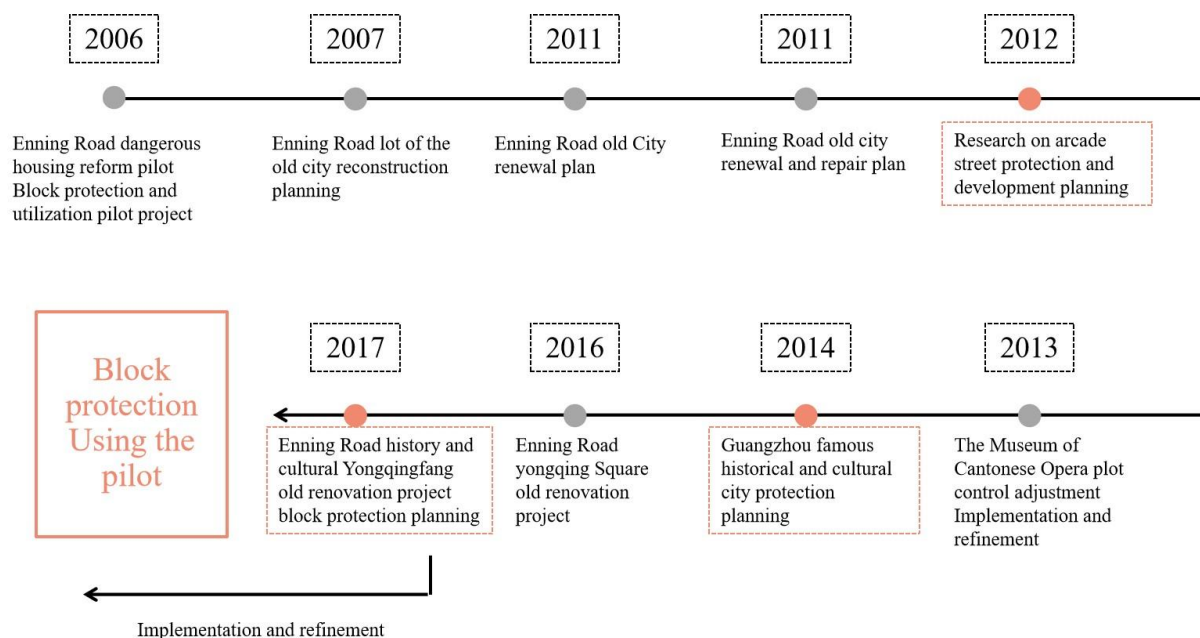 2006
Enning Road dangerous
housing reform pilot
Block protection and
utilization pilot project
2007
Enning Road lot of the
old city reconstruction
planning
2011
Enning Road old City
renewal plan
2011
Enning Road old city
renewal and repair plan
2012
Research on arcade
street protection and
development planning
2013
The Museum of
Cantonese Opera plot
control adjustment
Implementation and
refinement
2014
Guangzhou famous
historical and cultural
city protection
planning
2016
Enning Road
yongqing Square
old renovation
project
2017
Enning Road history and
cultural Yongqingfang
old renovation project
block protection planning
Block
protection
Using the
pilot
Implementation and refinement